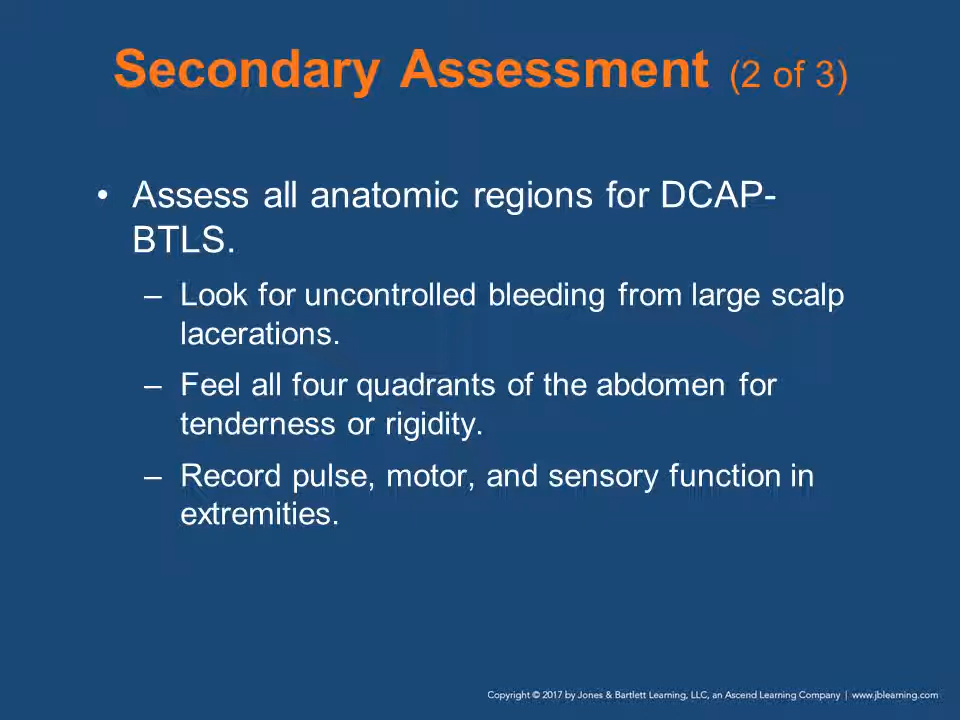 Secondary Assessment (2 of 3)
• Assess all anatomic regions for DCAP-
BTLS.
– Look for uncontrolled bleeding from large scalp
lacerations.
– Feel all four quadrants of the abdomen for
tenderness or rigidity.
– Record pulse, motor, and sensory function in
extremities.
Copyright © 2017 by Jones & Bartlett Learning, LLC, an Ascend Learning Company | www.jblearning.com